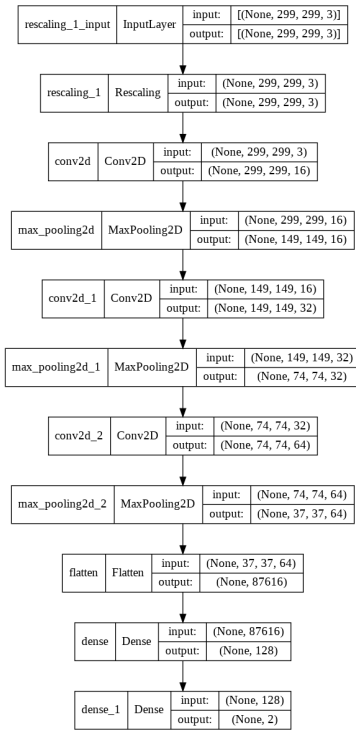 rescaling_1_input InputLayer input: [(None, 299, 299, 3)]
output: [(None, 299, 299, 3)]
rescaling_1 Rescaling input: (None, 299, 299, 3)
output: (None, 299, 299, 3)
conv2d Conv2D input: (None, 299, 299, 3)
output: (None, 299, 299, 16)
max_pooling2d MaxPooling2D input: (None, 299, 299, 16)
output: (None, 149, 149, 16)
conv2d_1 Conv2D input: (None, 149, 149, 16)
output: (None, 149, 149, 32)
max_pooling2d_1 MaxPooling2D input: (None, 149, 149, 32)
output: (None, 74, 74, 32)
conv2d_2 Conv2D input: (None, 74, 74, 32)
output: (None, 74, 74, 64)
max_pooling2d_2 MaxPooling2D input: (None, 74, 74, 64)
output: (None, 37, 37, 64)
flatten Flatten input: (None, 37, 37, 64)
output: (None, 87616)
dense Dense input: (None, 87616)
output: (None, 128)
dense_1 Dense input: (None, 128)
output: (None, 2)